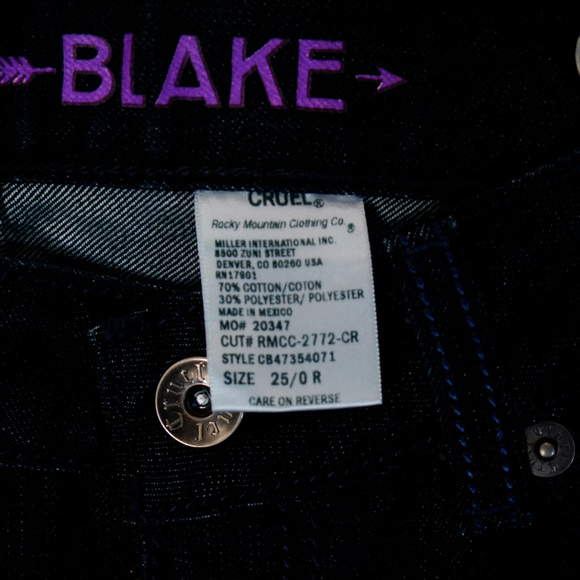 BLAKE
CRUEL®
Rocky Mountain Clothing Co.®
MILLER INTERNATIONAL INC.
8500 ZUNI STREET
DENVER, CO 80260 USA
RN17901
70% COTTON/COTON
30% POLYESTER/ POLYESTER
MADE IN MEXICO
MO# 20347
CUT# RMCC-2772-CR
STYLE CB47354071
SIZE 25/0 R
CARE ON REVERSE